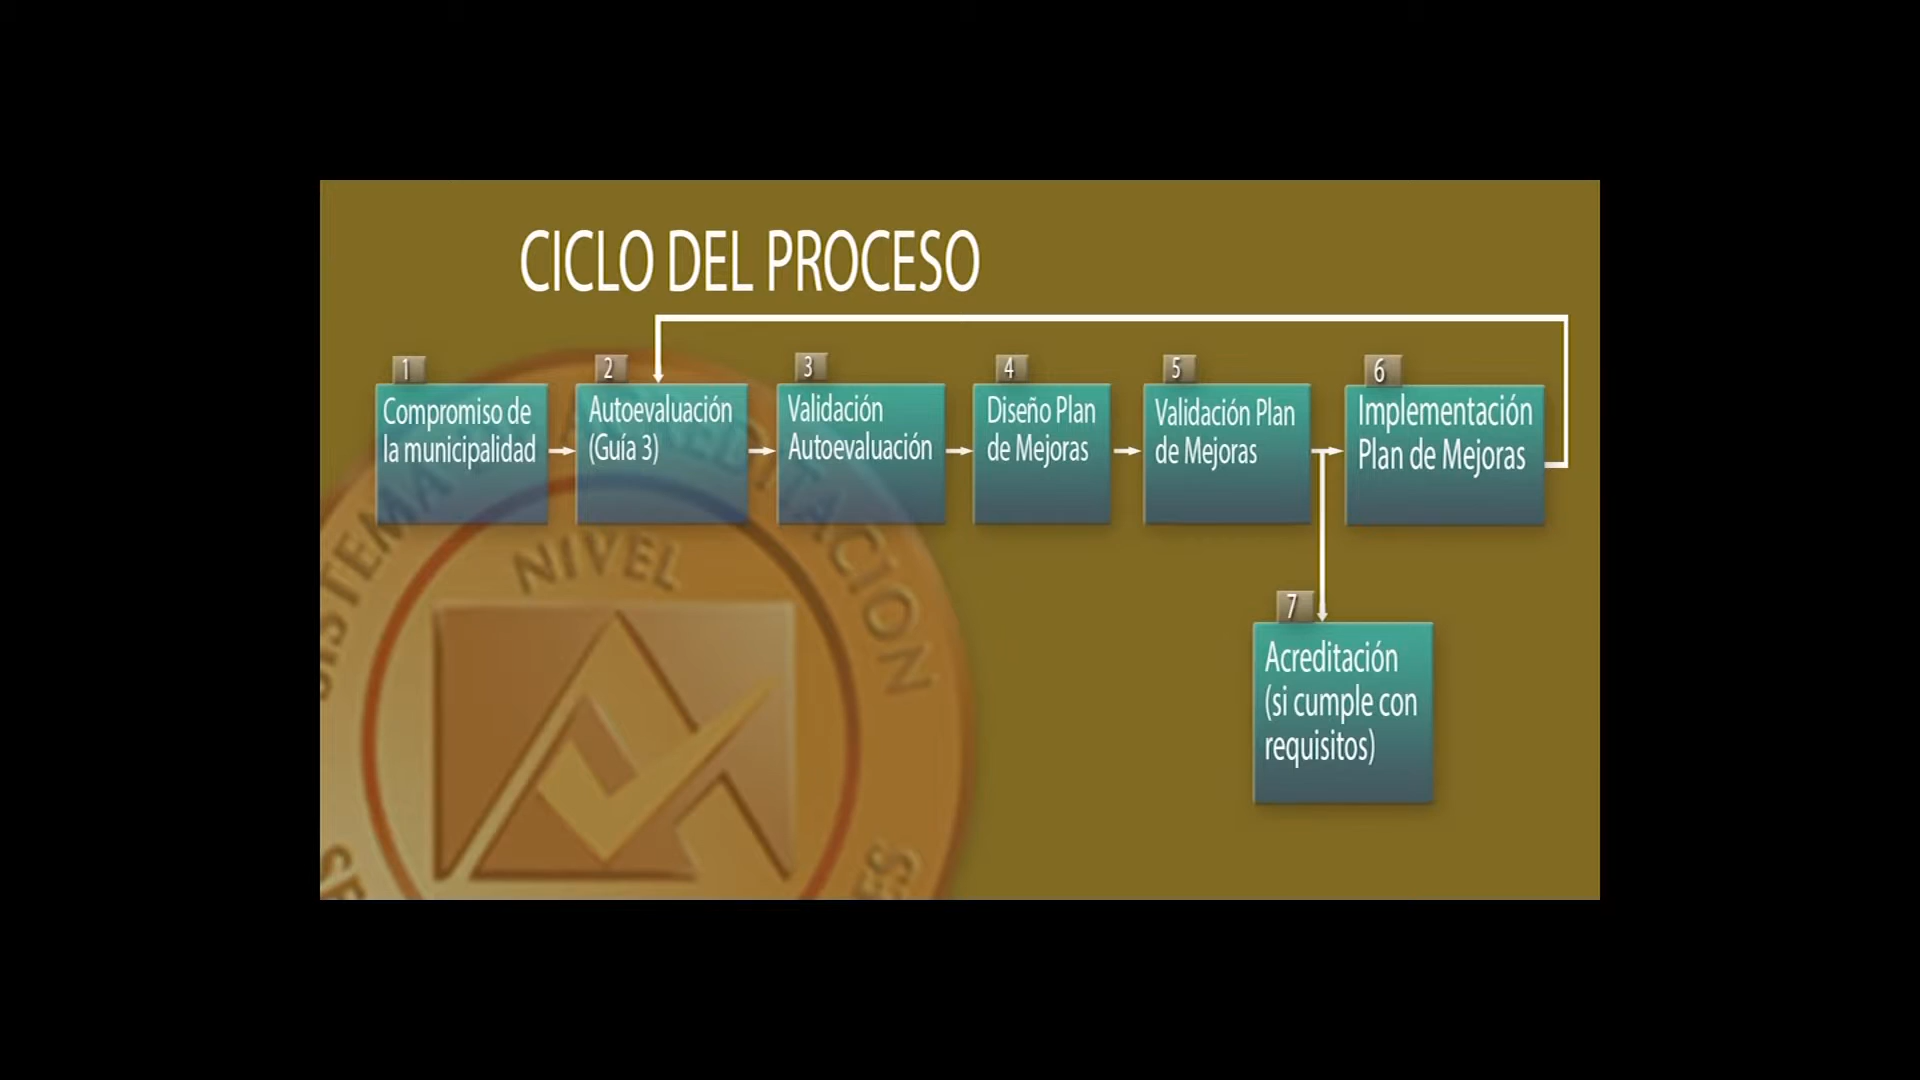 CICLO DEL PROCESO
1
Compromiso de
la municipalidad
2
Autoevaluación
(Guía 3)
3
Validación
Autoevaluación
4
Diseño Plan
de Mejoras
5
Validación Plan
de Mejoras
6
Implementación
Plan de Mejoras
7
Acreditación
(si cumple con
requisitos)
NIVEL